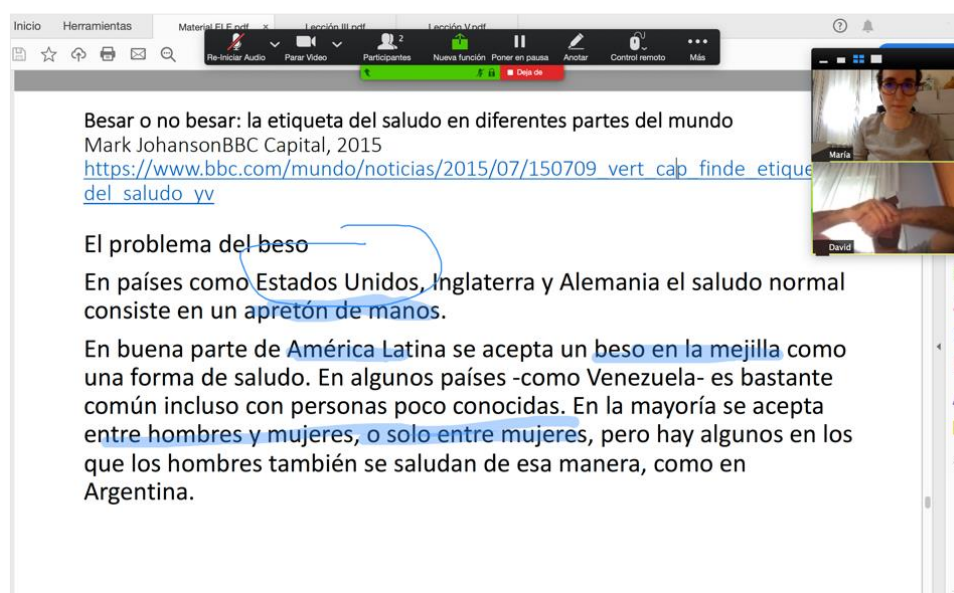 Inicio Herramientas Material ELE.pdf × Lección III.pdf Lección V.pdf
Re-Iniciar Audio Parar Video Participantes 2 Nueva función Poner en pausa Anotar Control remoto Más
Deja de
Besar o no besar: la etiqueta del saludo en diferentes partes del mundo
Mark JohansonBBC Capital, 2015
https://www.bbc.com/mundo/noticias/2015/07/150709_vert_cap_finde_etique
del_saludo_yv
María
David
El problema del beso
En países como Estados Unidos, Inglaterra y Alemania el saludo normal
consiste en un apretón de manos.
En buena parte de América Latina se acepta un beso en la mejilla como
una forma de saludo. En algunos países -como Venezuela- es bastante
común incluso con personas poco conocidas. En la mayoría se acepta
entre hombres y mujeres, o solo entre mujeres, pero hay algunos en los
que los hombres también se saludan de esa manera, como en
Argentina.